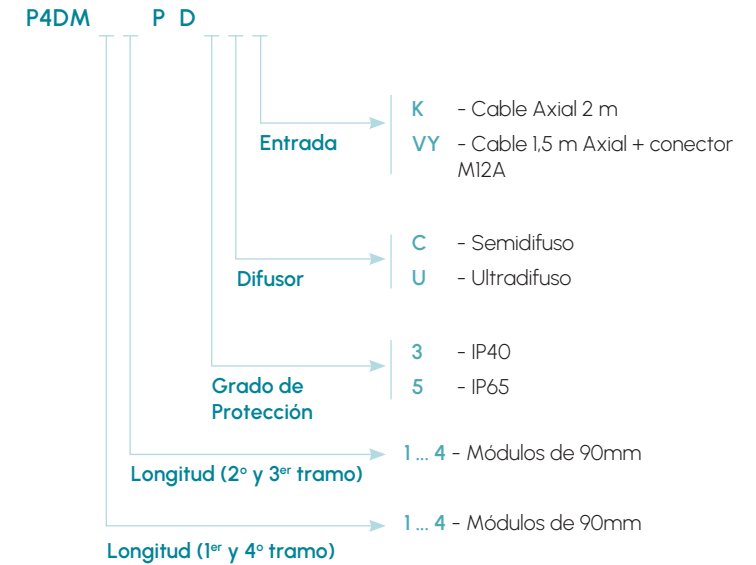 P4DM P D
K - Cable Axial 2 m
Entrada
VY - Cable 1,5 m Axial + conector
M12A
C - Semidifuso
Difusor
U - Ultradifuso
3 - IP40
Grado de
Protección
5 - IP65
1 ... 4 - Módulos de 90mm
Longitud (2º y 3er tramo)
1 ... 4 - Módulos de 90mm
Longitud (1er y 4º tramo)